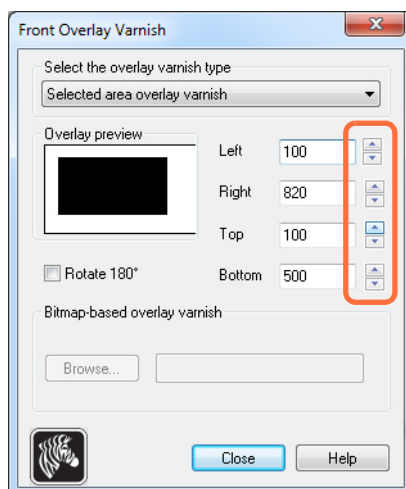 Front Overlay Varnish
Select the overlay varnish type
Selected area overlay varnish
Overlay preview
Left 100
Right 820
Top 100
Rotate 180° Bottom 500
Bitmap-based overlay varnish
Browse...
Close Help